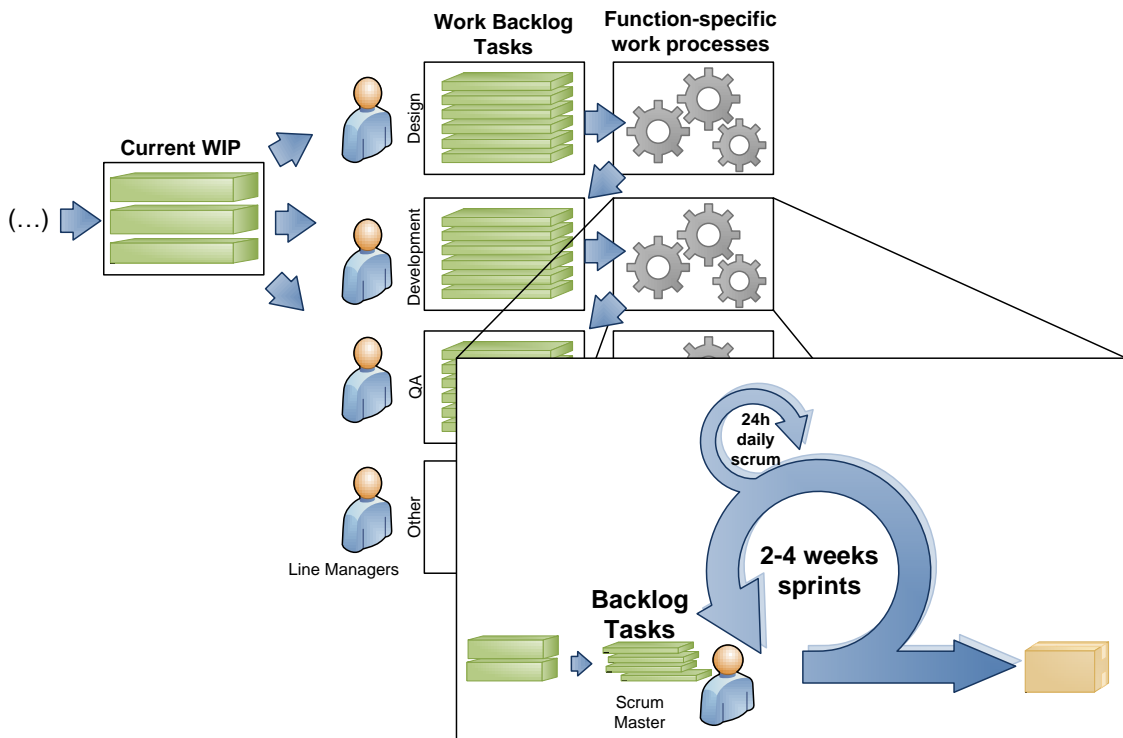 Work Backlog
Tasks
Function-specific
work processes
Design
Current WIP
(...)
Development
QA
Other
Line Managers
24h
daily
scrum
2-4 weeks
sprints
Backlog
Tasks
Scrum
Master